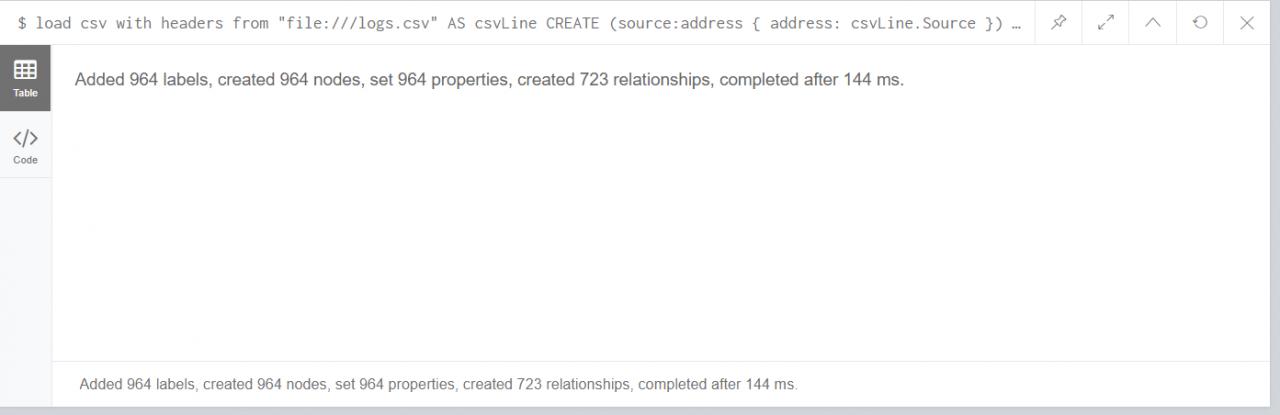 $ load csv with headers from "file:///logs.csv" AS csvLine CREATE (source:address { address: csvLine.Source }) …
Table
Added 964 labels, created 964 nodes, set 964 properties, created 723 relationships, completed after 144 ms.
</> Code
Added 964 labels, created 964 nodes, set 964 properties, created 723 relationships, completed after 144 ms.